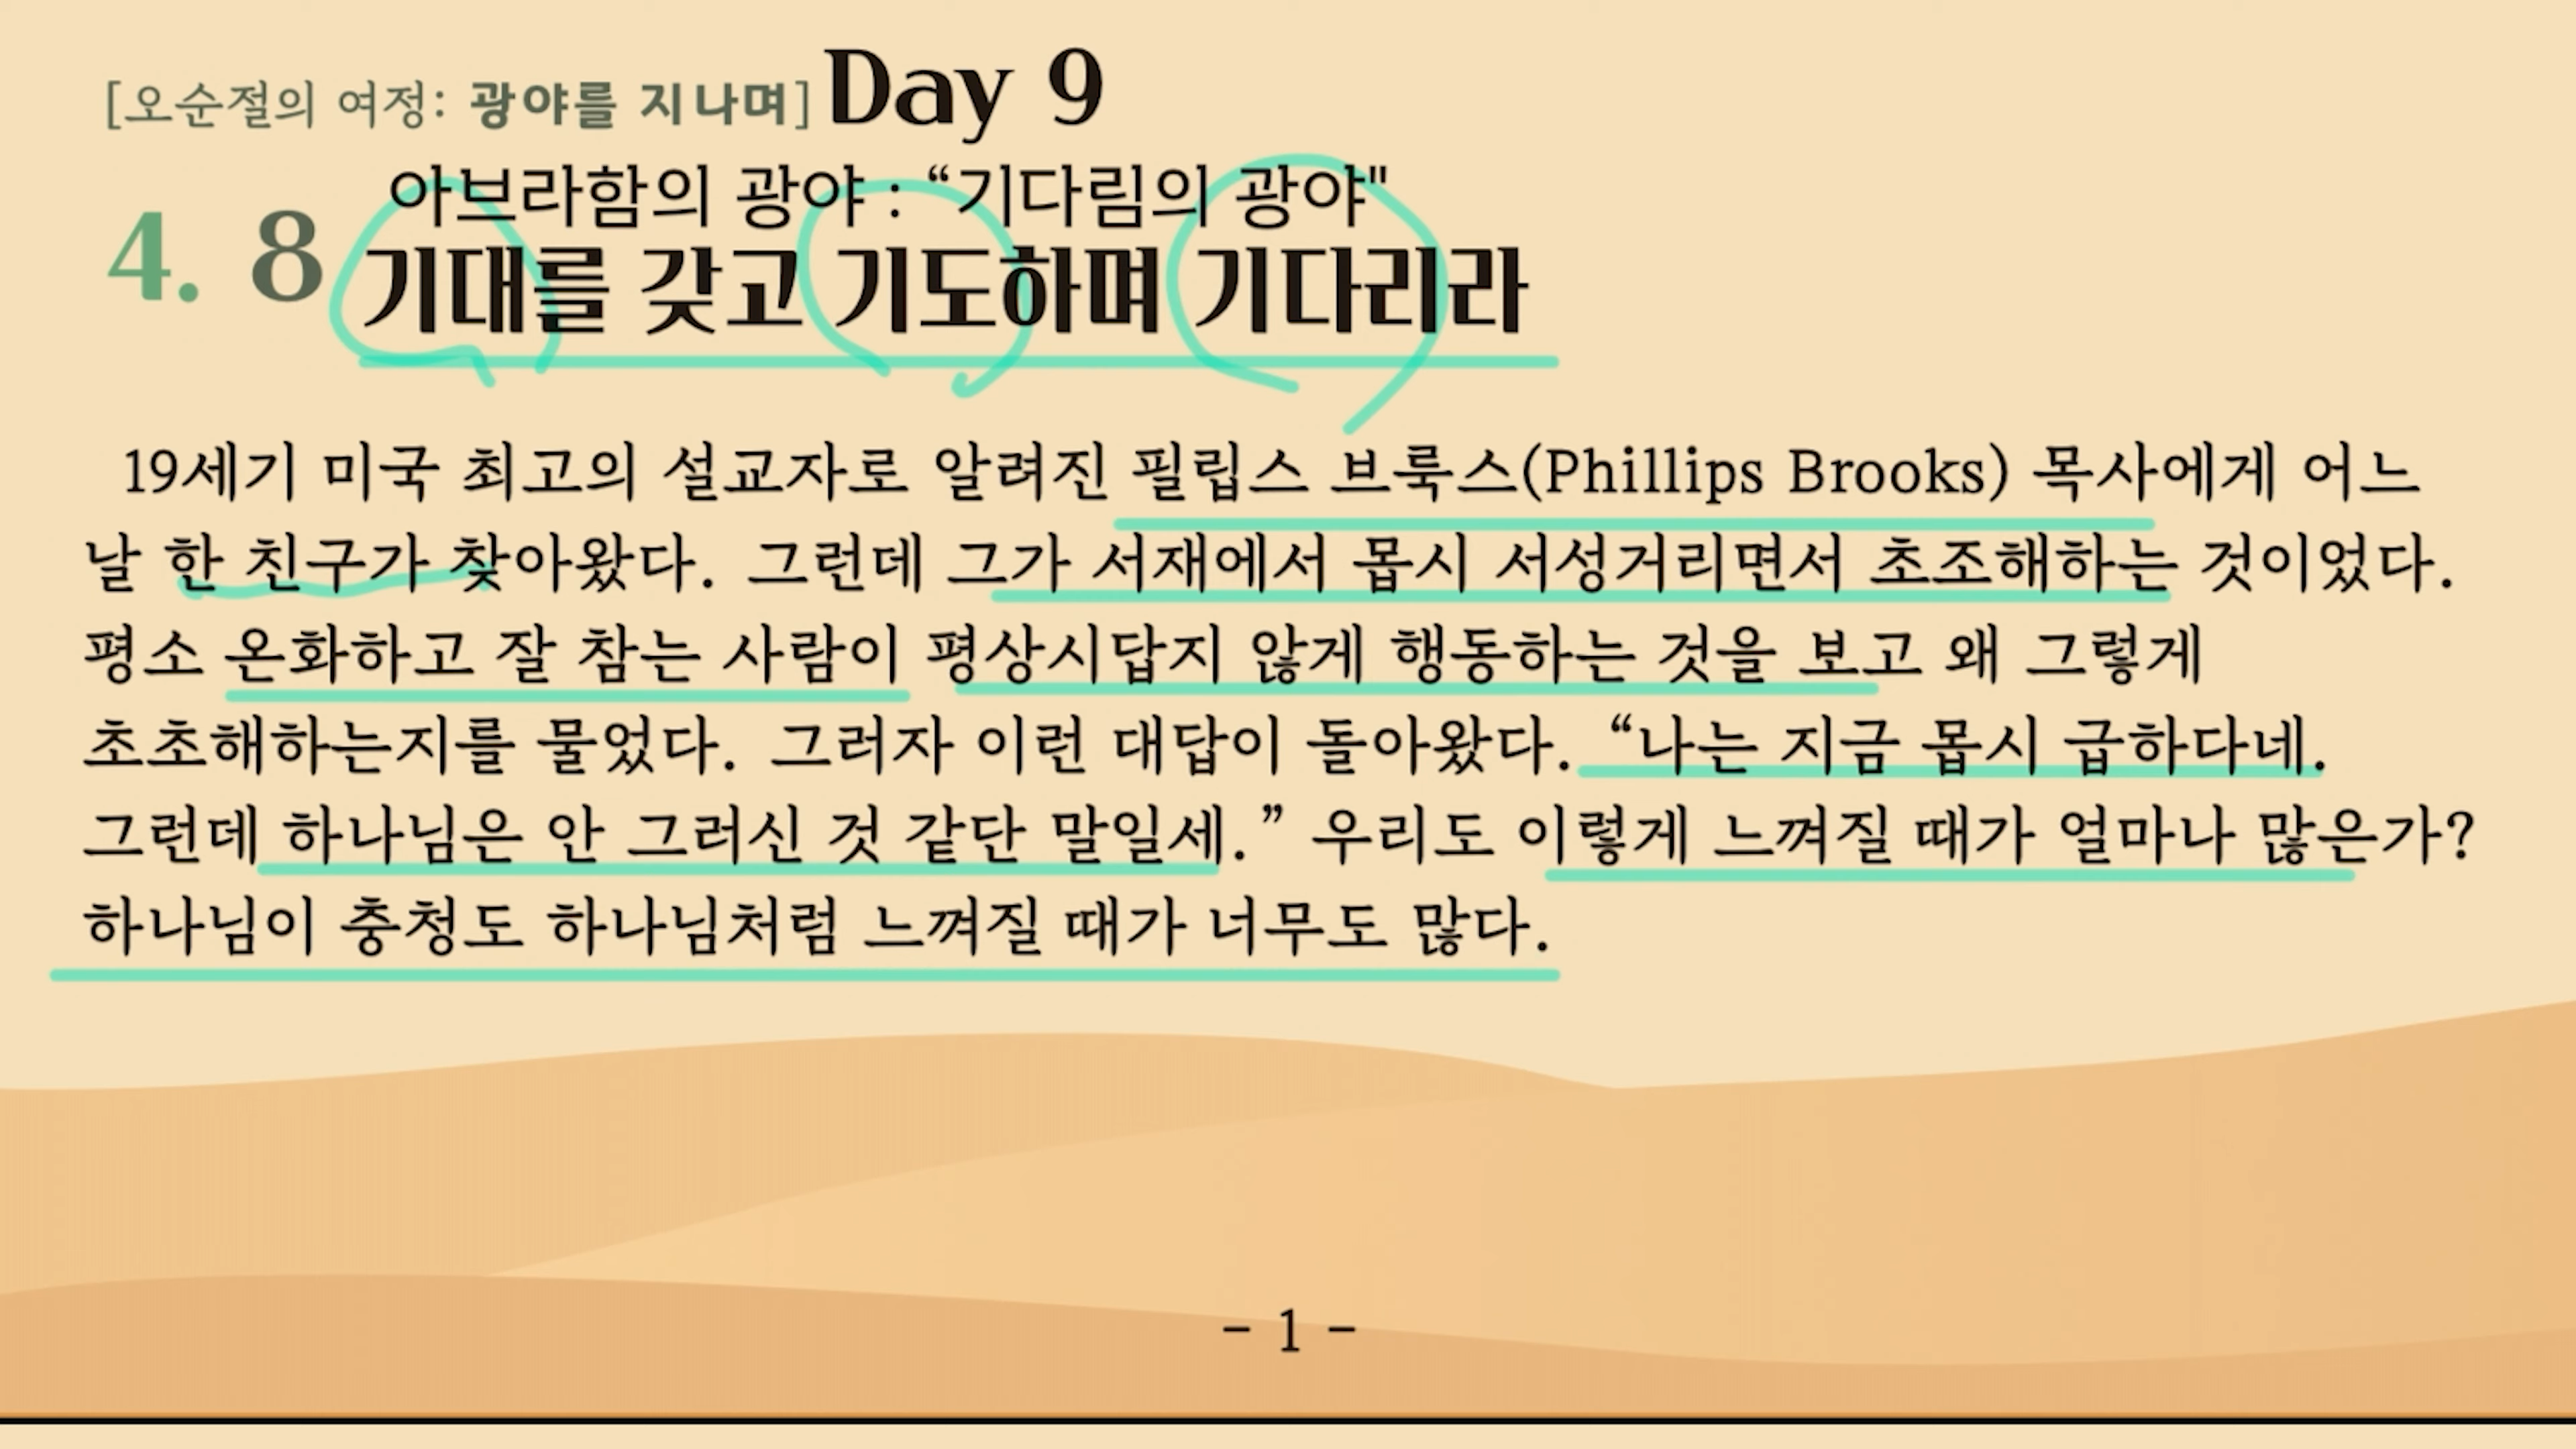 [오순절의 여정: 광야를 지나며] Day 9
아브라함의 광야 : “기다림의 광야"
4. 8 기대를 갖고 기도하며 기다리라
19세기 미국 최고의 설교자로 알려진 필립스 브룩스(Phillips Brooks) 목사에게 어느
날 한 친구가 찾아왔다. 그런데 그가 서재에서 몹시 서성거리면서 초조해하는 것이었다.
평소 온화하고 잘 참는 사람이 평상시답지 않게 행동하는 것을 보고 왜 그렇게
초초해하는지를 물었다. 그러자 이런 대답이 돌아왔다. “나는 지금 몹시 급하다네.
그런데 하나님은 안 그러신 것 같단 말일세.” 우리도 이렇게 느껴질 때가 얼마나 많은가?
하나님이 충청도 하나님처럼 느껴질 때가 너무도 많다.
- 1 -